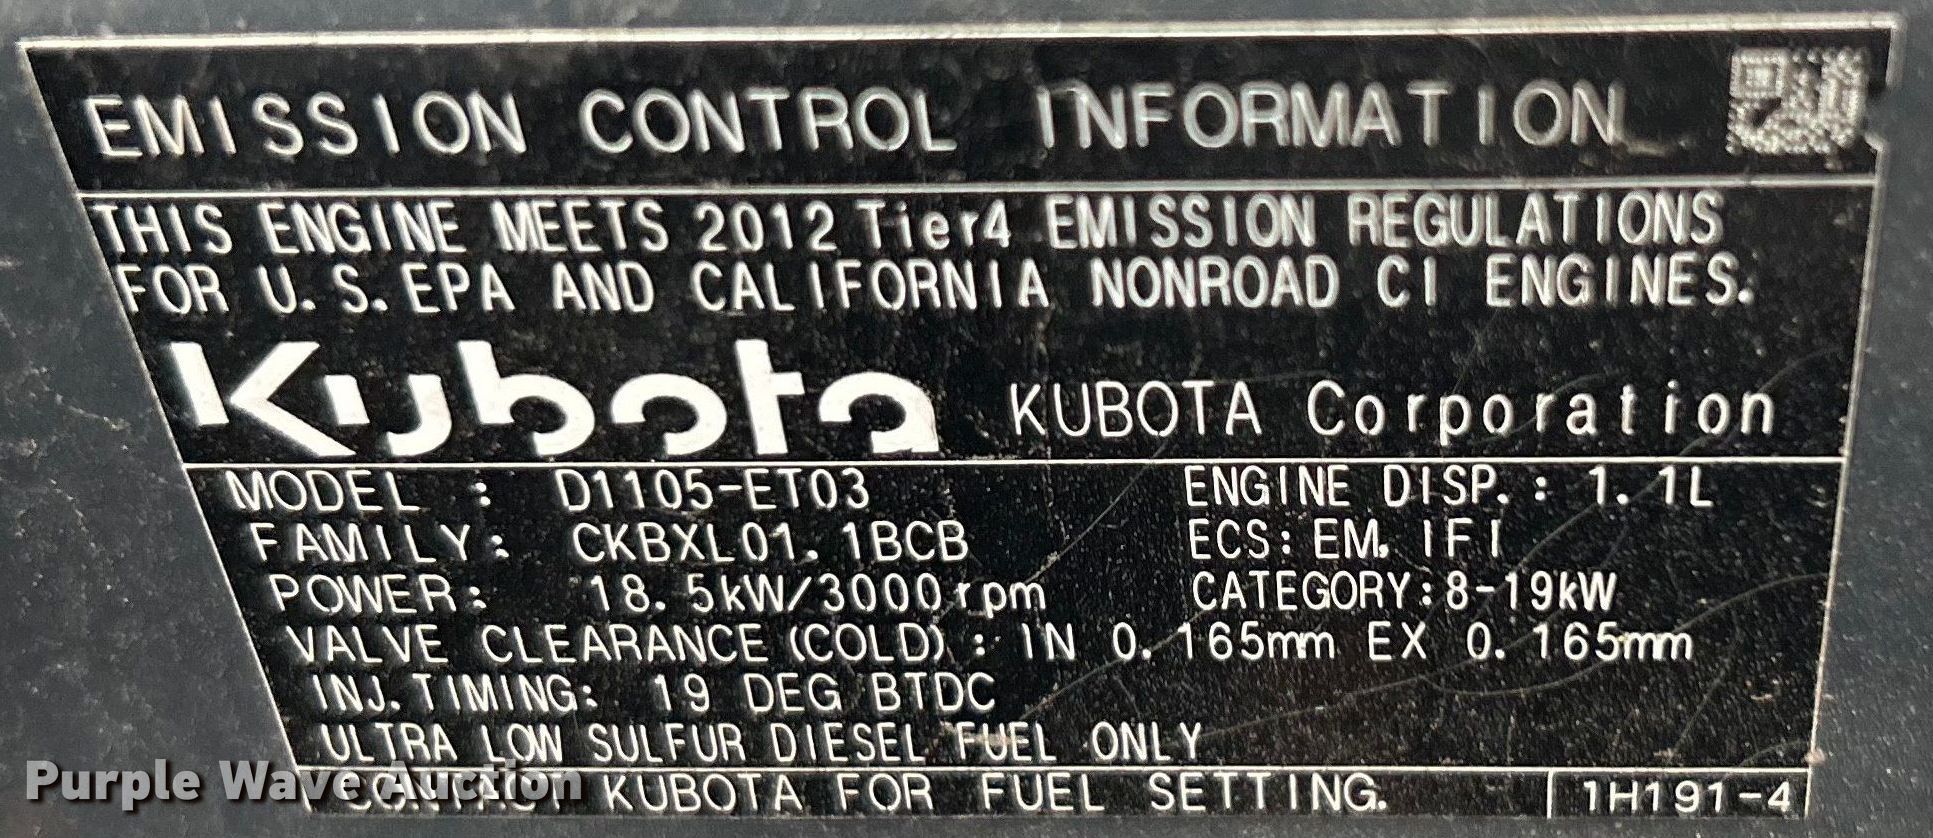 EMISSION CONTROL INFORMATION
THIS ENGINE MEETS 2012 Tier4 EMISSION REGULATIONS
FOR U.S.EPA AND CALIFORNIA NONROAD CI ENGINES.
Kubota KUBOTA Corporation
MODEL : D1105-ET03 ENGINE DISP.: 1.1L
FAMILY: CKBXL01.1BCB ECS: EM, IFI
POWER: 18.5kW/3000rpm CATEGORY:8-19kW
VALVE CLEARANCE (COLD): IN 0.165mm EX 0.165mm
INJ.TIMING: 19 DEG BTDC
ULTRA LOW SULFUR DIESEL FUEL ONLY
CONTACT KUBOTA FOR FUEL SETTING. 1H191-4
Purple Wave Auction